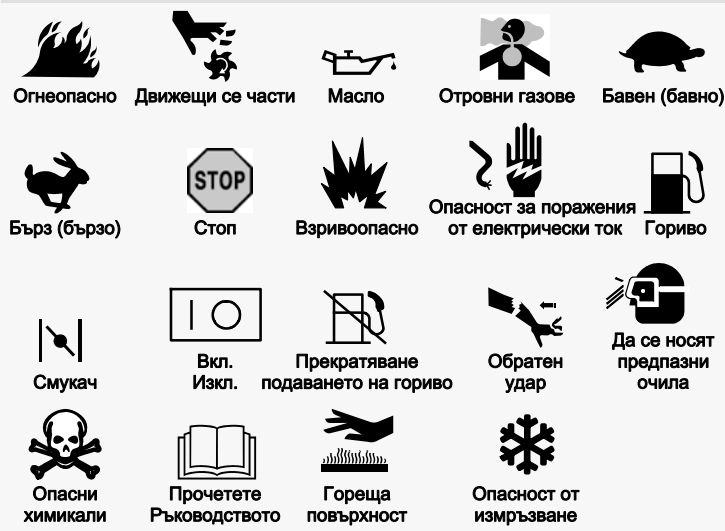 Огнеопасно
Движещи се части
Масло
Отровни газове
Бавен (бавно)
Бърз (бързо)
STOP
Стоп
Взривоопасно
Опасност за поражения
от електрически ток
Гориво
Смукач
Вкл.
Изкл.
Прекратяване
подаването на гориво
Обратен
удар
Да се носят
предпазни
очила
Опасни
химикали
Прочетете
Ръководството
Гореща
повърхност
Опасност от
измръзване